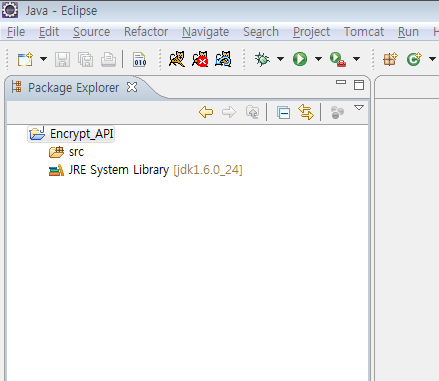 Java - Eclipse
File Edit Source Refactor Navigate Search Project Tomcat Run H
010
Package Explorer
Encrypt_API
src
JRE System Library [jdk1.6.0_24]